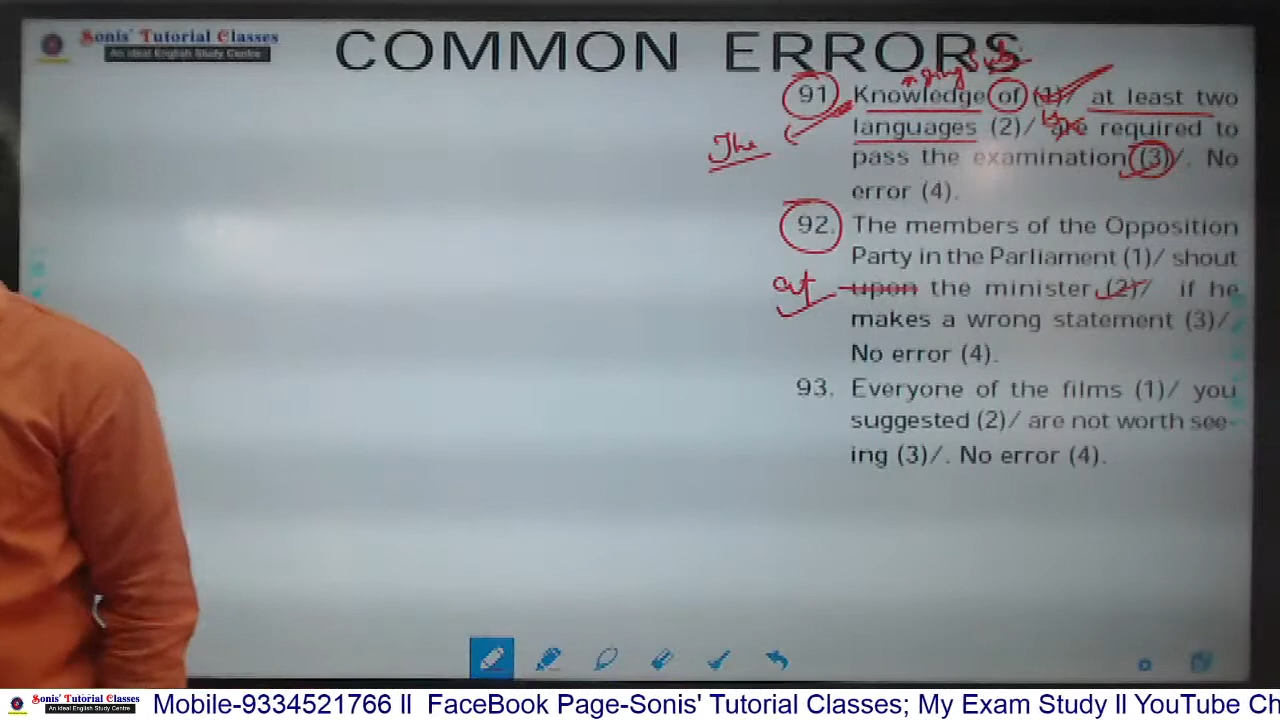 Sonis' Tutorial Classes
An Ideal English Study Centre
COMMON ERRORS
91 Knowledge of (1)/ at least two
languages (2)/ are required to
is
The
pass the examination (3)/. No
error (4).
92. The members of the Opposition
Party in the Parliament (1)/ shout
at
upon the minister (2)/ if he
makes a wrong statement (3)/.
No error (4).
93. Everyone of the films (1)/ you
suggested (2)/ are not worth see-
ing (3)/. No error (4).
Sonis' Tutorial Classes
An Ideal English Study Centre
Mobile-9334521766 ll FaceBook Page-Sonis' Tutorial Classes; My Exam Study ll YouTube Ch